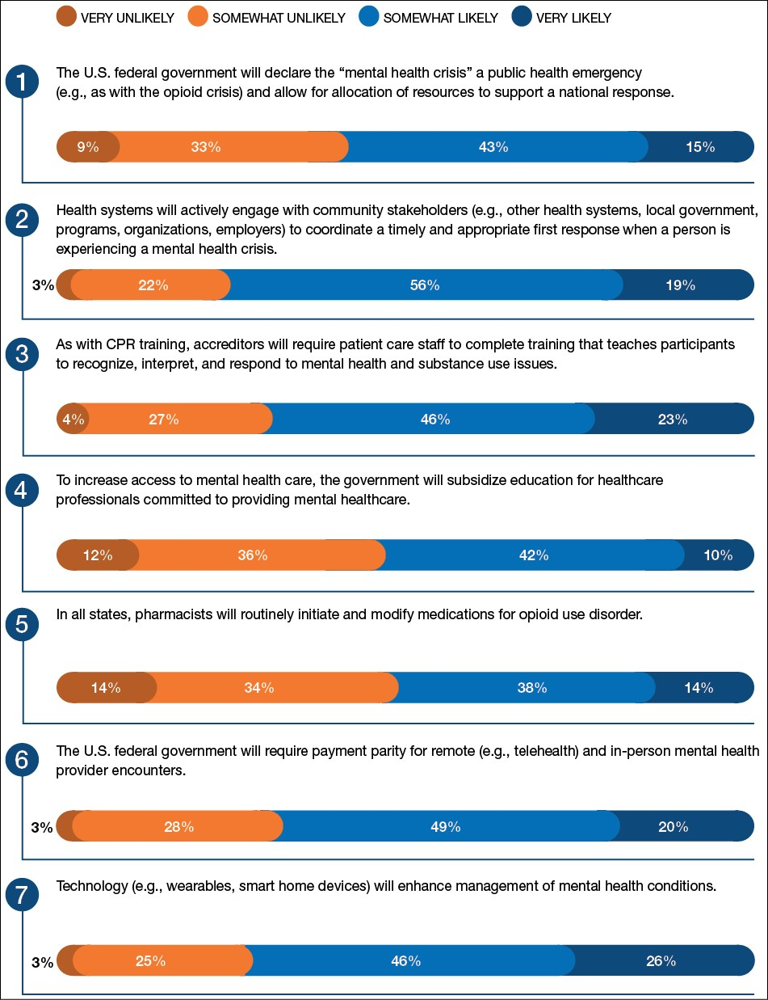 VERY UNLIKELY SOMEWHAT UNLIKELY SOMEWHAT LIKELY VERY LIKELY
1
The U.S. federal government will declare the “mental health crisis” a public health emergency
(e.g., as with the opioid crisis) and allow for allocation of resources to support a national response.
9% 33% 43% 15%
2
Health systems will actively engage with community stakeholders (e.g., other health systems, local government,
programs, organizations, employers) to coordinate a timely and appropriate first response when a person is
experiencing a mental health crisis.
3% 22% 56% 19%
3
As with CPR training, accreditors will require patient care staff to complete training that teaches participants
to recognize, interpret, and respond to mental health and substance use issues.
4% 27% 46% 23%
4
To increase access to mental health care, the government will subsidize education for healthcare
professionals committed to providing mental healthcare.
12% 36% 42% 10%
5
In all states, pharmacists will routinely initiate and modify medications for opioid use disorder.
14% 34% 38% 14%
6
The U.S. federal government will require payment parity for remote (e.g., telehealth) and in-person mental health
provider encounters.
3% 28% 49% 20%
7
Technology (e.g., wearables, smart home devices) will enhance management of mental health conditions.
3% 25% 46% 26%